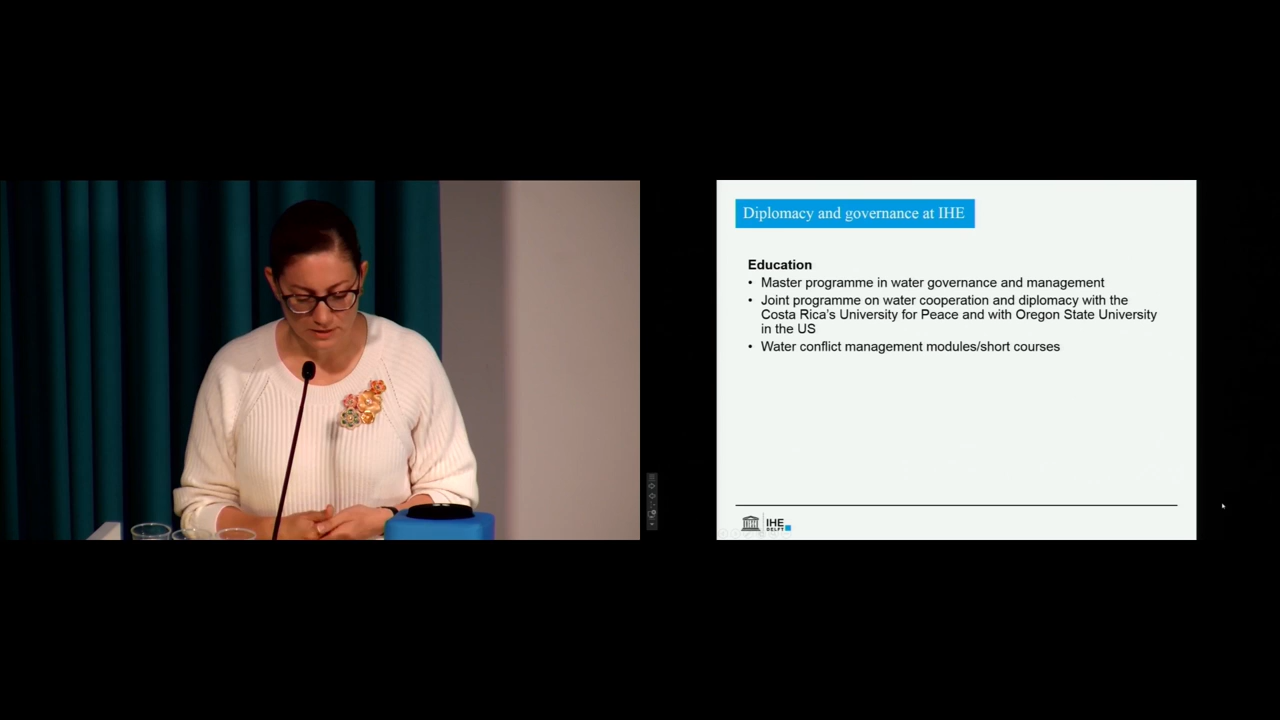 Diplomacy and governance at IHE
Education
• Master programme in water governance and management
• Joint programme on water cooperation and diplomacy with the
Costa Rica's University for Peace and with Oregon State University
in the US
• Water conflict management modules/short courses
IHE
DELFT